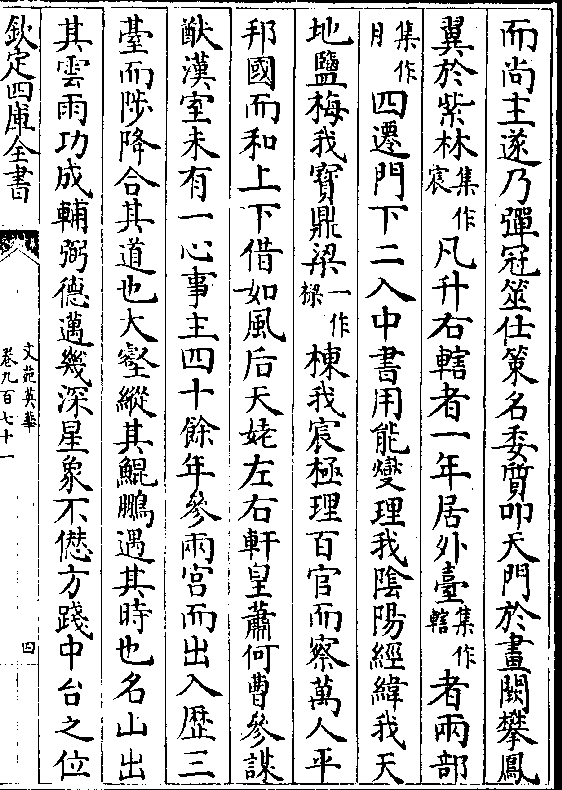 而尚主遂乃彈冠筮仕策名委質叩天門於畫闕攀鳳
翼於紫林集作宸凡升右轄者一年居外臺集作轄者兩部
集作月四遷門下二入中書用能爕理我陰陽經緯我天
地鹽梅我寶鼎梁一作梁棟我宸極理百官而察萬人平
邦國而和上下借如風后天姥左右軒皇蕭何曹參謀
猷漢室未有一心事主四十餘年參兩宮而出入歴三
臺而陟降合其道也大壑縱其鯤鵬遇其時也名山出
其雲雨功成輔弼德邁幾深星象不僁方踐中台之位
欽定四庫全書
文苑英華
卷九百七十一
四